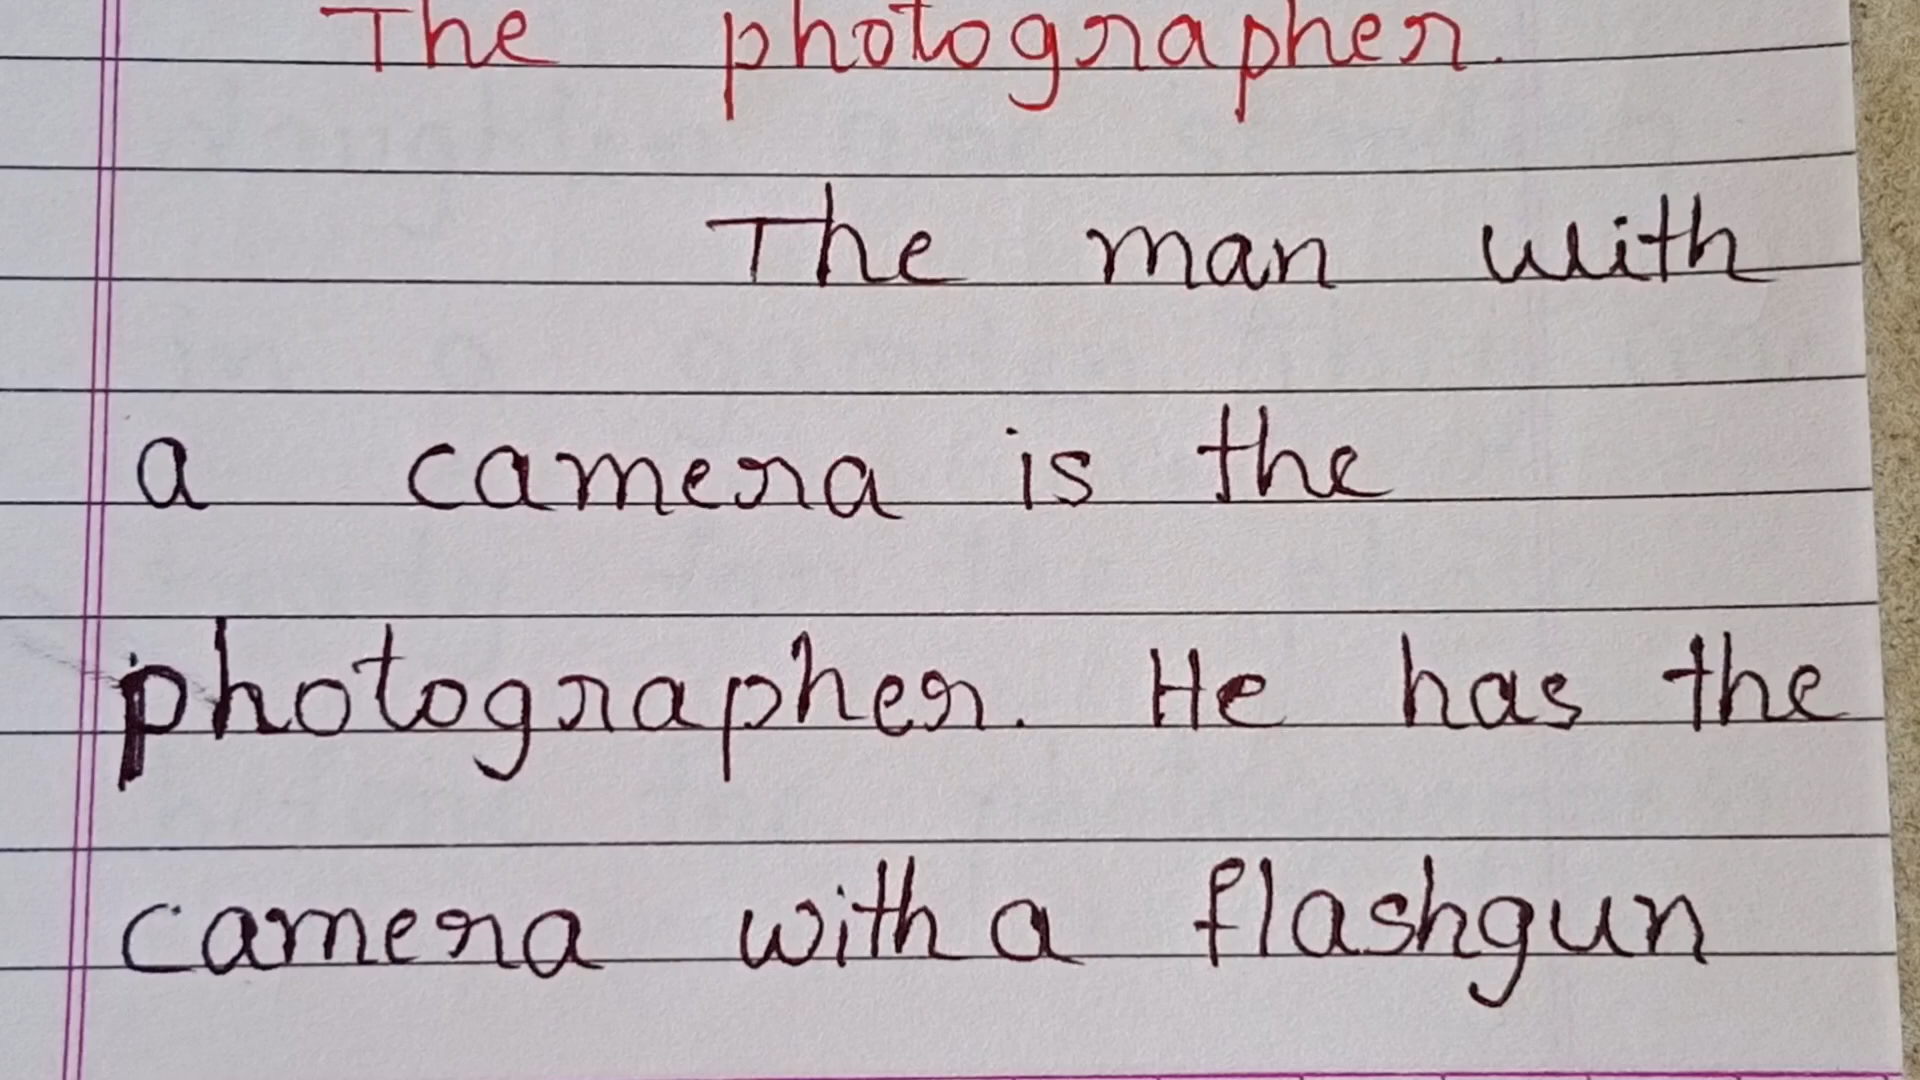 The photographer.
The man with
a camera is the
photographer. He has the
camera with a flashgun